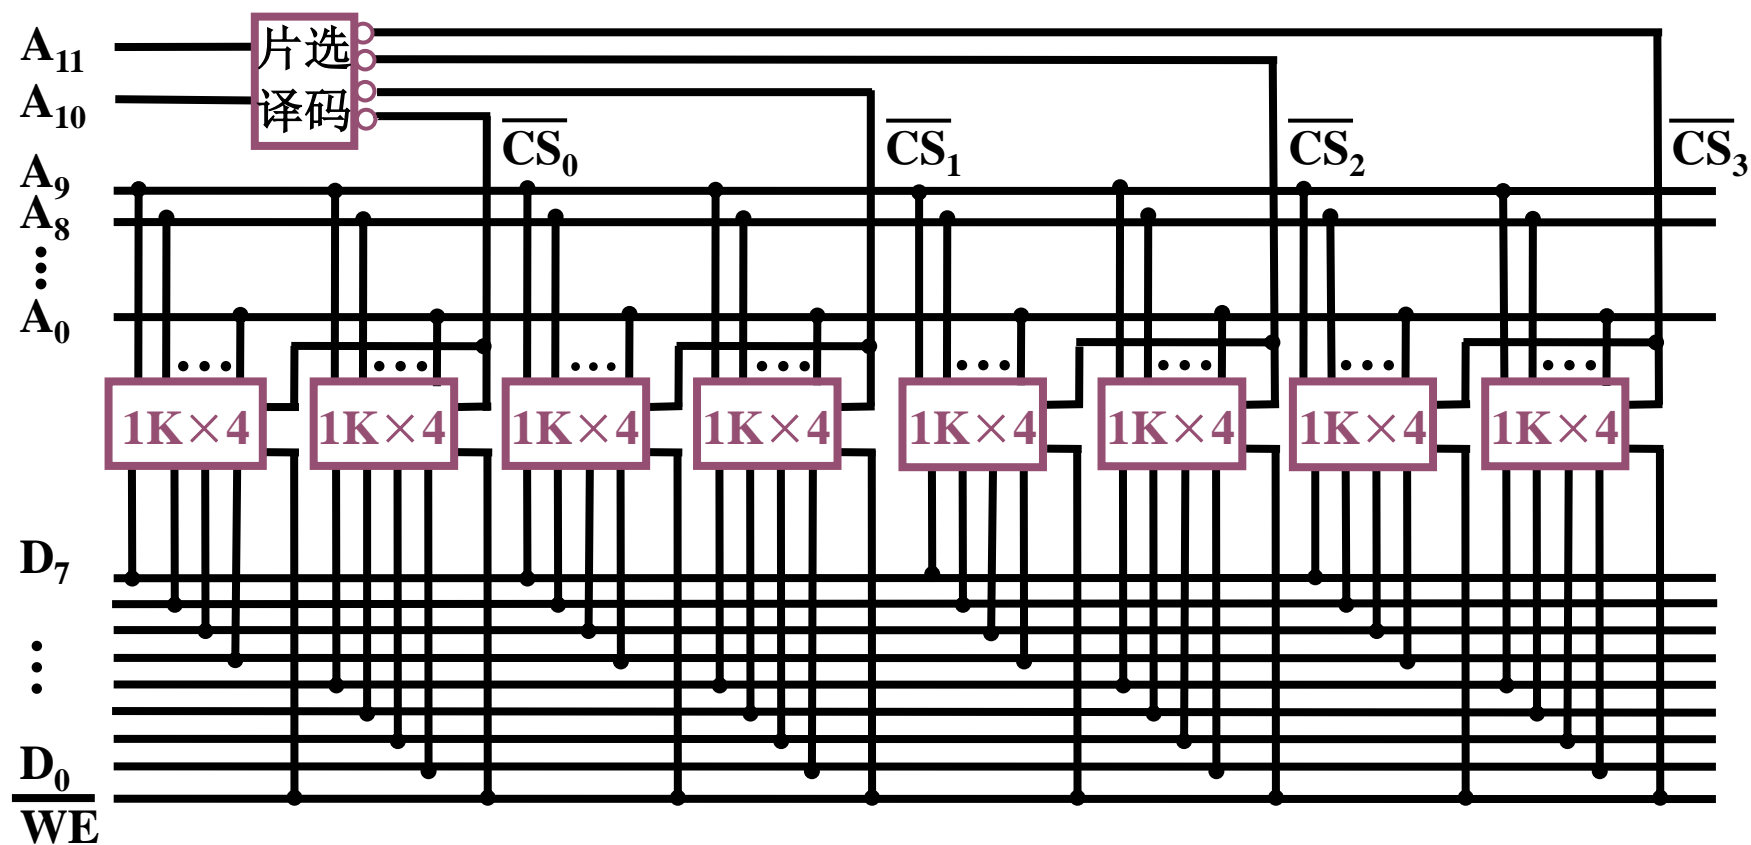 A11
片选
A10
译码
CS0 CS1 CS2 CS3
A9
A8
⋮
A0
1K×4 1K×4 1K×4 1K×4 1K×4 1K×4 1K×4 1K×4
D7
⋮
D0
WE